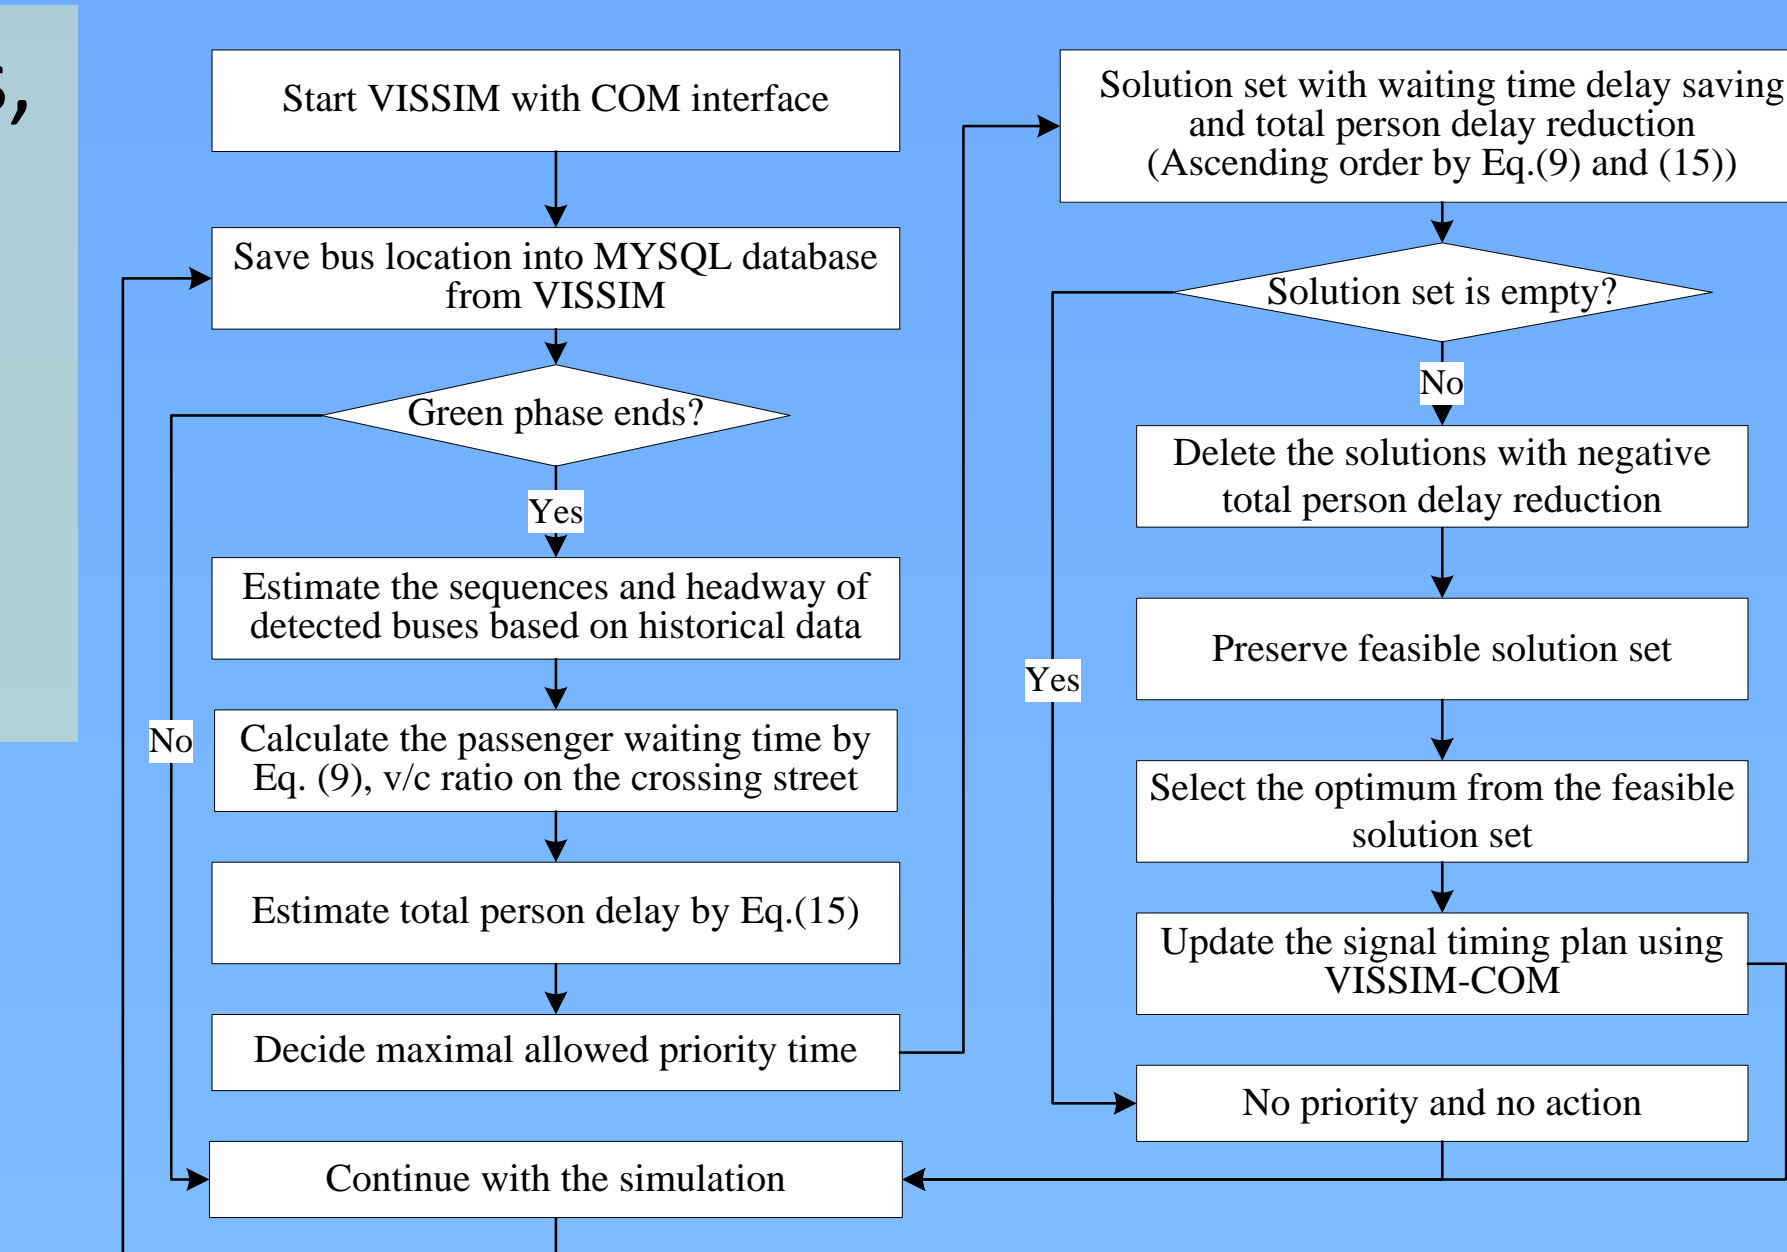 s,
Start VISSIM with COM interface
Save bus location into MYSQL database
from VISSIM
Green phase ends?
Yes
No
Estimate the sequences and headway of
detected buses based on historical data
Calculate the passenger waiting time by
Eq. (9), v/c ratio on the crossing street
Estimate total person delay by Eq.(15)
Decide maximal allowed priority time
Continue with the simulation
Solution set with waiting time delay saving
and total person delay reduction
(Ascending order by Eq.(9) and (15))
Solution set is empty?
No
Yes
Delete the solutions with negative
total person delay reduction
Preserve feasible solution set
Select the optimum from the feasible
solution set
Update the signal timing plan using
VISSIM-COM
No priority and no action